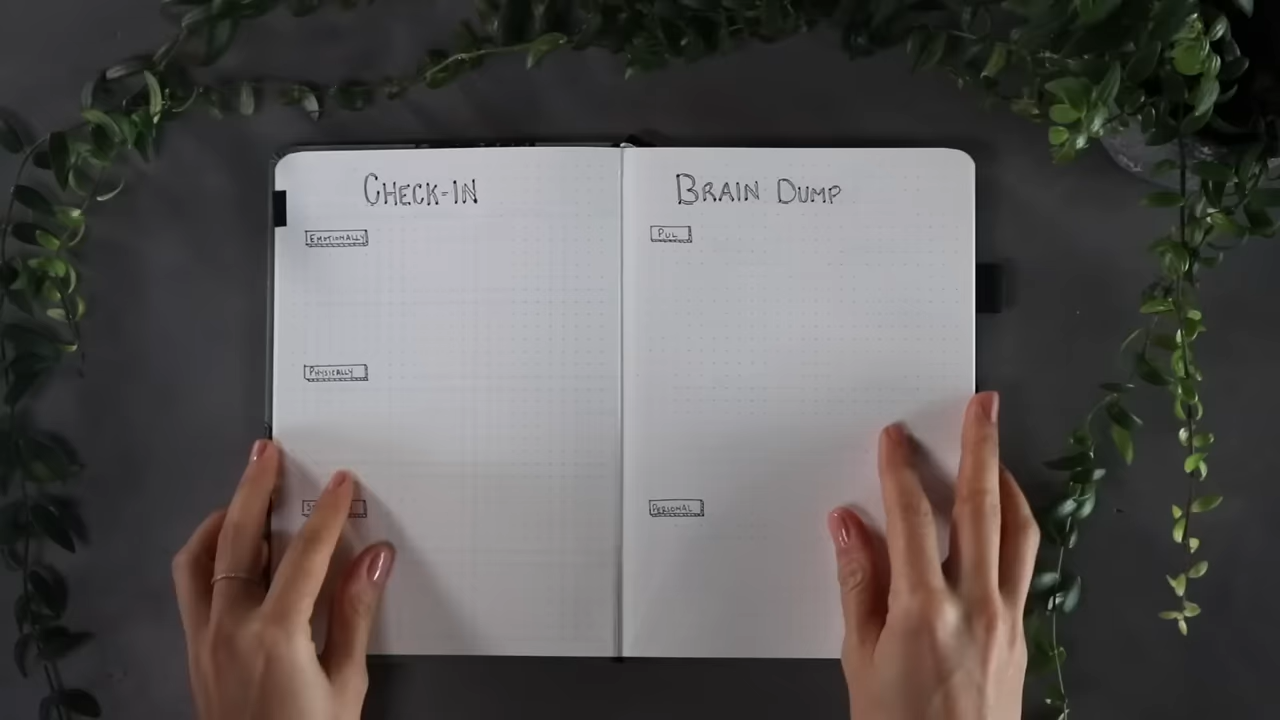 CHECK-IN
EMOTIONALLY
PHYSICALLY
BRAIN DUMP
PUL
PERSONAL